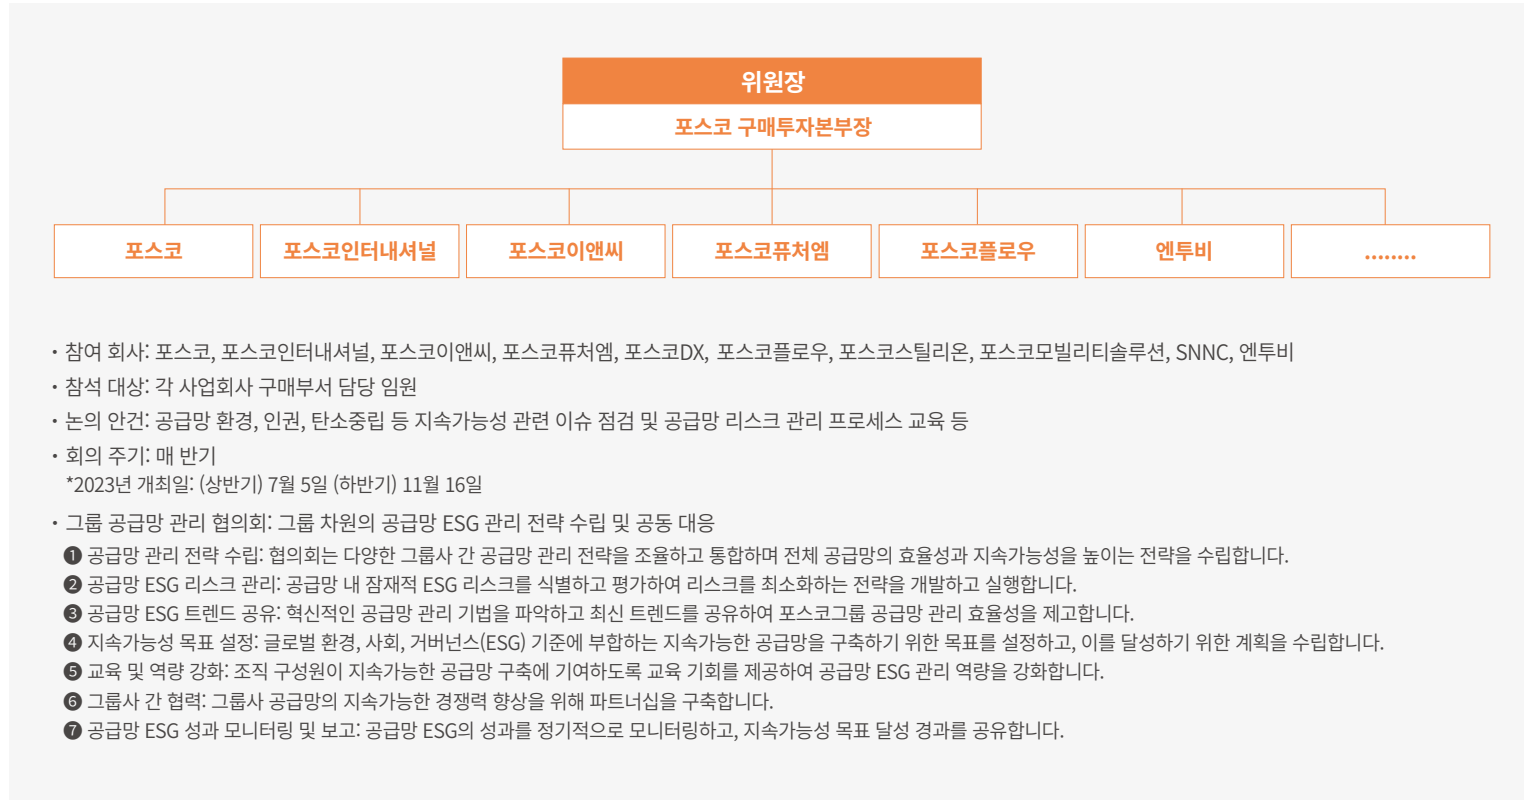 위원장
포스코 구매투자본부장
포스코
포스코인터내셔널
포스코이앤씨
포스코퓨처엠
포스코플로우
엔투비
........
· 참여 회사: 포스코, 포스코인터내셔널, 포스코이앤씨, 포스코퓨처엠, 포스코DX, 포스코플로우, 포스코스틸리온, 포스코모빌리티솔루션, SNNC, 엔투비
· 참석 대상: 각 사업회사 구매부서 담당 임원
· 논의 안건: 공급망 환경, 인권, 탄소중립 등 지속가능성 관련 이슈 점검 및 공급망 리스크 관리 프로세스 교육 등
· 회의 주기: 매 반기
*2023년 개최일: (상반기) 7월 5일 (하반기) 11월 16일
· 그룹 공급망 관리 협의회: 그룹 차원의 공급망 ESG 관리 전략 수립 및 공동 대응
❶ 공급망 관리 전략 수립: 협의회는 다양한 그룹사 간 공급망 관리 전략을 조율하고 통합하며 전체 공급망의 효율성과 지속가능성을 높이는 전략을 수립합니다.
❷ 공급망 ESG 리스크 관리: 공급망 내 잠재적 ESG 리스크를 식별하고 평가하여 리스크를 최소화하는 전략을 개발하고 실행합니다.
❸ 공급망 ESG 트렌드 공유: 혁신적인 공급망 관리 기법을 파악하고 최신 트렌드를 공유하여 포스코그룹 공급망 관리 효율성을 제고합니다.
❹ 지속가능성 목표 설정: 글로벌 환경, 사회, 거버넌스(ESG) 기준에 부합하는 지속가능한 공급망을 구축하기 위한 목표를 설정하고, 이를 달성하기 위한 계획을 수립합니다.
❺ 교육 및 역량 강화: 조직 구성원이 지속가능한 공급망 구축에 기여하도록 교육 기회를 제공하여 공급망 ESG 관리 역량을 강화합니다.
❻ 그룹사 간 협력: 그룹사 공급망의 지속가능한 경쟁력 향상을 위해 파트너십을 구축합니다.
❼ 공급망 ESG 성과 모니터링 및 보고: 공급망 ESG의 성과를 정기적으로 모니터링하고, 지속가능성 목표 달성 경과를 공유합니다.